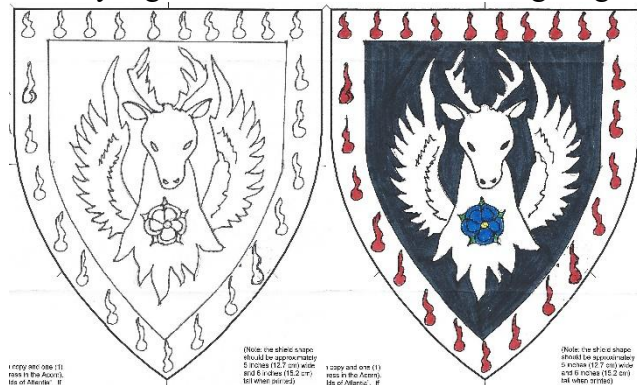 (Note: the shield shape
should be approximately
5 inches (12.7 cm) wide
and 6 inches (15.2 cm)
tall when printed)
copy and one (1)
ress in the Acorn).
lds of Atlantia". If
(Note: the shield shape
should be approximately
5 inches (12.7 cm) wide
and 6 inches (15.2 cm)
tall when printed)
copy and one (1)
ress in the Acorn).
lds of Atlantia". If